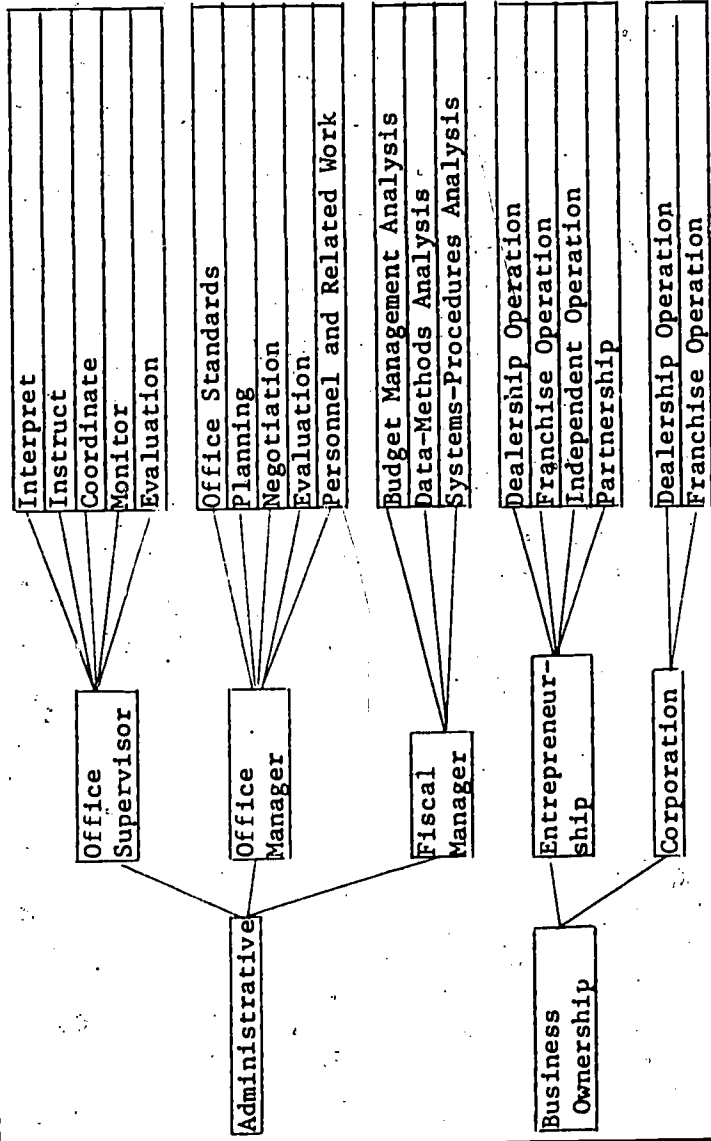 Administrative
Office
Supervisor
Interpret
Instruct
Coordinate
Monitor
Evaluation
Office
Manager
Office Standards
Planning
Negotiation
Evaluation
Personnel and Related Work
Fiscal
Manager
Budget Management Analysis
Data-Methods Analysis
Systems-Procedures Analysis
Business
Ownership
Entrepreneur-
ship
Dealership Operation
Franchise Operation
Independent Operation
Partnership
Corporation
Dealership Operation
Franchise Operation